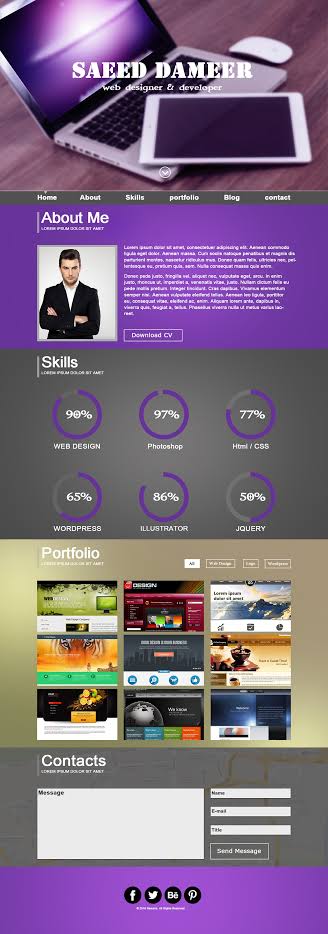 SAEED DAMEER
web designer & developer
Home About Skills portfolio Blog contact
About Me
LOREM IPSUM DOLOR SIT AMET
Lorem ipsum dolor sit amet, consectetuer adipiscing elit. Aenean commodo
ligula eget dolor. Aenean massa. Cum sociis natoque penatibus et magnis dis
parturient montes, nascetur ridiculus mus. Donec quam felis, ultricies nec, pel-
lentesque eu, pretium quis, sem. Nulla consequat massa quis enim.
Donec pede justo, fringilla vel, aliquet nec, vulputate eget, arcu. In enim
justo, rhoncus ut, imperdiet a, venenatis vitae, justo. Nullam dictum felis eu
pede mollis pretium. Integer tincidunt. Cras dapibus. Vivamus elementum
semper nisi. Aenean vulputate eleifend tellus. Aenean leo ligula, porttitor
eu, consequat vitae, eleifend ac, enim. Aliquam lorem ante, dapibus in,
viverra quis, feugiat a, tellus. Phasellus viverra nulla ut metus varius lao-
reet.
Download CV
Skills
LOREM IPSUM DOLOR SIT AMET
90% 97% 77%
WEB DESIGN Photoshop Html / CSS
65% 86% 50%
WORDPRESS ILLUSTRATOR JQUERY
Portfolio
LOREM IPSUM DOLOR SIT AMET
All Web Design Logo Wordpress
DESIGN
We know
Contacts
LOREM IPSUM DOLOR SIT AMET
Message
Name
E-mail
Title
Send Message